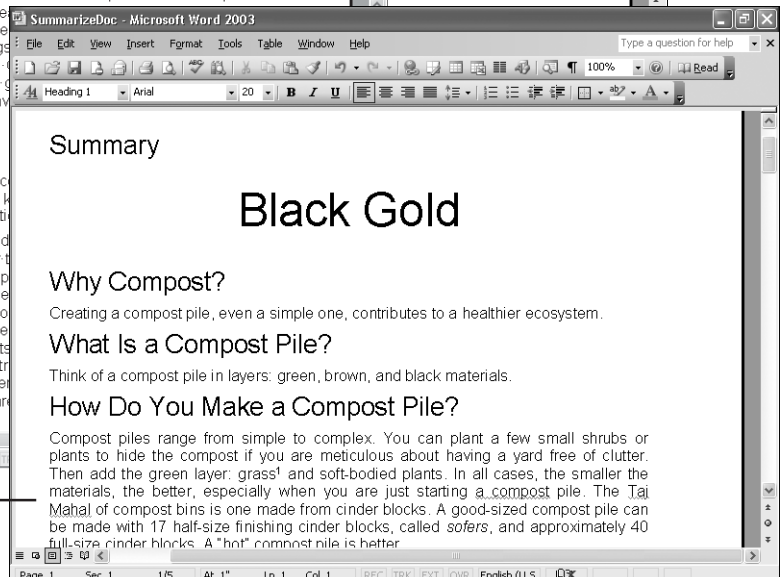 SummarizeDoc - Microsoft Word 2003
File Edit View Insert Format Tools Table Window Help Type a question for help
100% Read
Heading 1 Arial 20 B I U
Summary
Black Gold
Why Compost?
Creating a compost pile, even a simple one, contributes to a healthier ecosystem.
What Is a Compost Pile?
Think of a compost pile in layers: green, brown, and black materials.
How Do You Make a Compost Pile?
Compost piles range from simple to complex. You can plant a few small shrubs or
plants to hide the compost if you are meticulous about having a yard free of clutter.
Then add the green layer: grass¹ and soft-bodied plants. In all cases, the smaller the
materials, the better, especially when you are just starting a compost pile. The Taj
Mahal of compost bins is one made from cinder blocks. A good-sized compost pile can
be made with 17 half-size finishing cinder blocks, called sofers, and approximately 40
full-size cinder blocks. A "hot" compost pile is better
Page 1 Sec 1 1/5 At 1" Ln 1 Col 1 REC TRK EXT OVR English (U.S